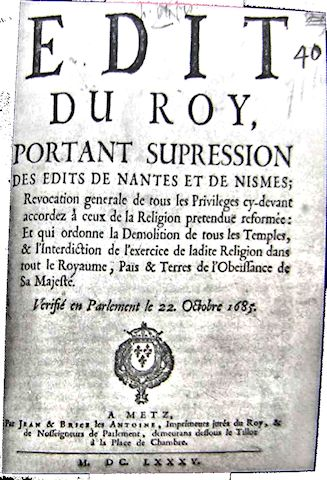 40
EDIT
DU ROY,
PORTANT SUPRESSION
DES EDITS DE NANTES ET DE NISMES;
Revocation generale de tous les Privileges cy-devant
accordez à ceux de la Religion pretenduë reformée:
Et qui ordonne la Demolition de tous les Temples,
& l'Interdiction de l'exercice de ladite Religion dans
tout le Royaume, Païs & Terres de l'Obeïssance de
Sa Majesté.
Verifié en Parlement le 22. Octobre 1685.
A METZ,
Par JEAN & BRICE les ANTOINE, Imprimeurs jurés du Roy, &
de Nosseigneurs de Parlement, demeurans dessous le Tillot
à la Place de Chambre.
M. DC. LXXXV.